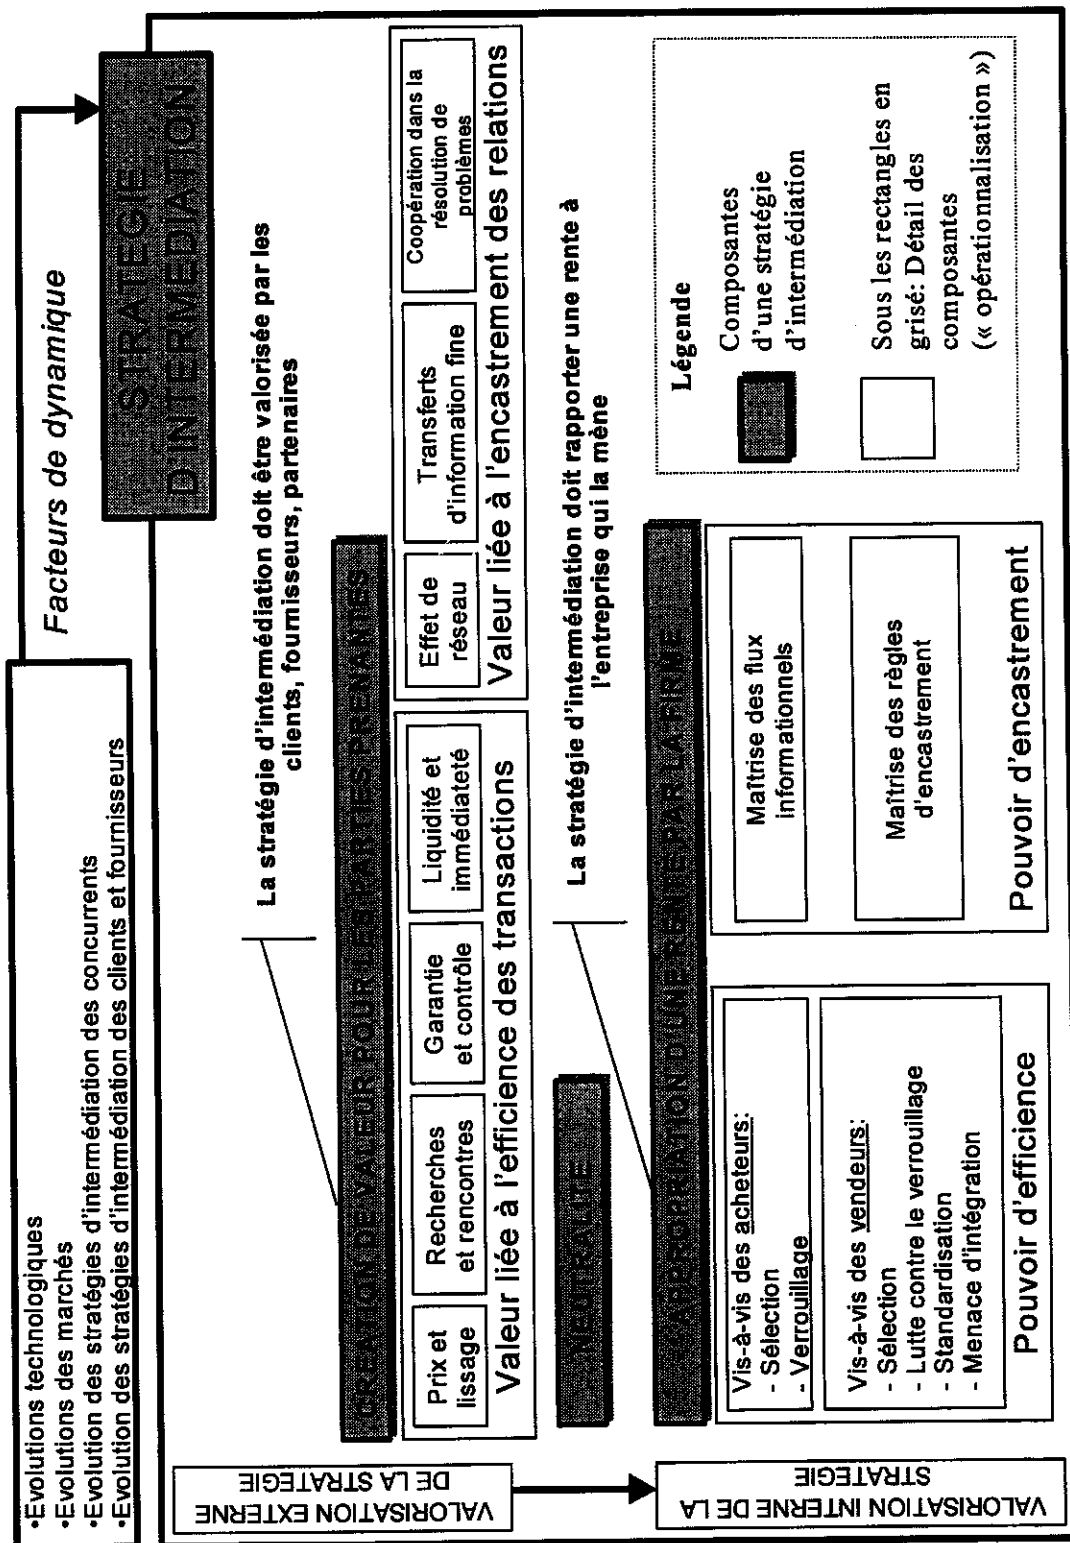 •Evolutions technologiques
•Evolutions des marchés
•Evolution des stratégies d'intermédiation des concurrents
•Evolution des stratégies d'intermédiation des clients et fournisseurs
Facteurs de dynamique
STRATEGIE
D'INTERMEDIATION
La stratégie d'intermédiation doit être valorisée par les
clients, fournisseurs, partenaires
VALORISATION EXTERNE
DE LA STRATEGIE
CREATION DE VALEUR POUR LES PARTIES PRENANTES
Prix et
lissage
Recherches
et rencontres
Garantie
et contrôle
Liquidité et
immédiateté
Valeur liée à l'efficience des transactions
Effet de
réseau
Transferts
d'information fine
Coopération dans la
résolution de
problèmes
Valeur liée à l'encastrement des relations
NEUTRALITE
La stratégie d'intermédiation doit rapporter une rente à
l'entreprise qui la mène
VALORISATION INTERNE DE LA
STRATEGIE
L'APPROPRIATION D'UNE RENTE PAR LA FIRME
Vis-à-vis des acheteurs:
- Sélection
- Verrouillage
Vis-à-vis des vendeurs:
- Sélection
- Lutte contre le verrouillage
- Standardisation
- Menace d'intégration
Pouvoir d'efficience
Maîtrise des flux
informationnels
Maîtrise des règles
d'encastrement
Pouvoir d'encastrement
Légende
Composantes
d'une stratégie
d'intermédiation
Sous les rectangles en
grisé: Détail des
composantes
(« opérationnalisation »)